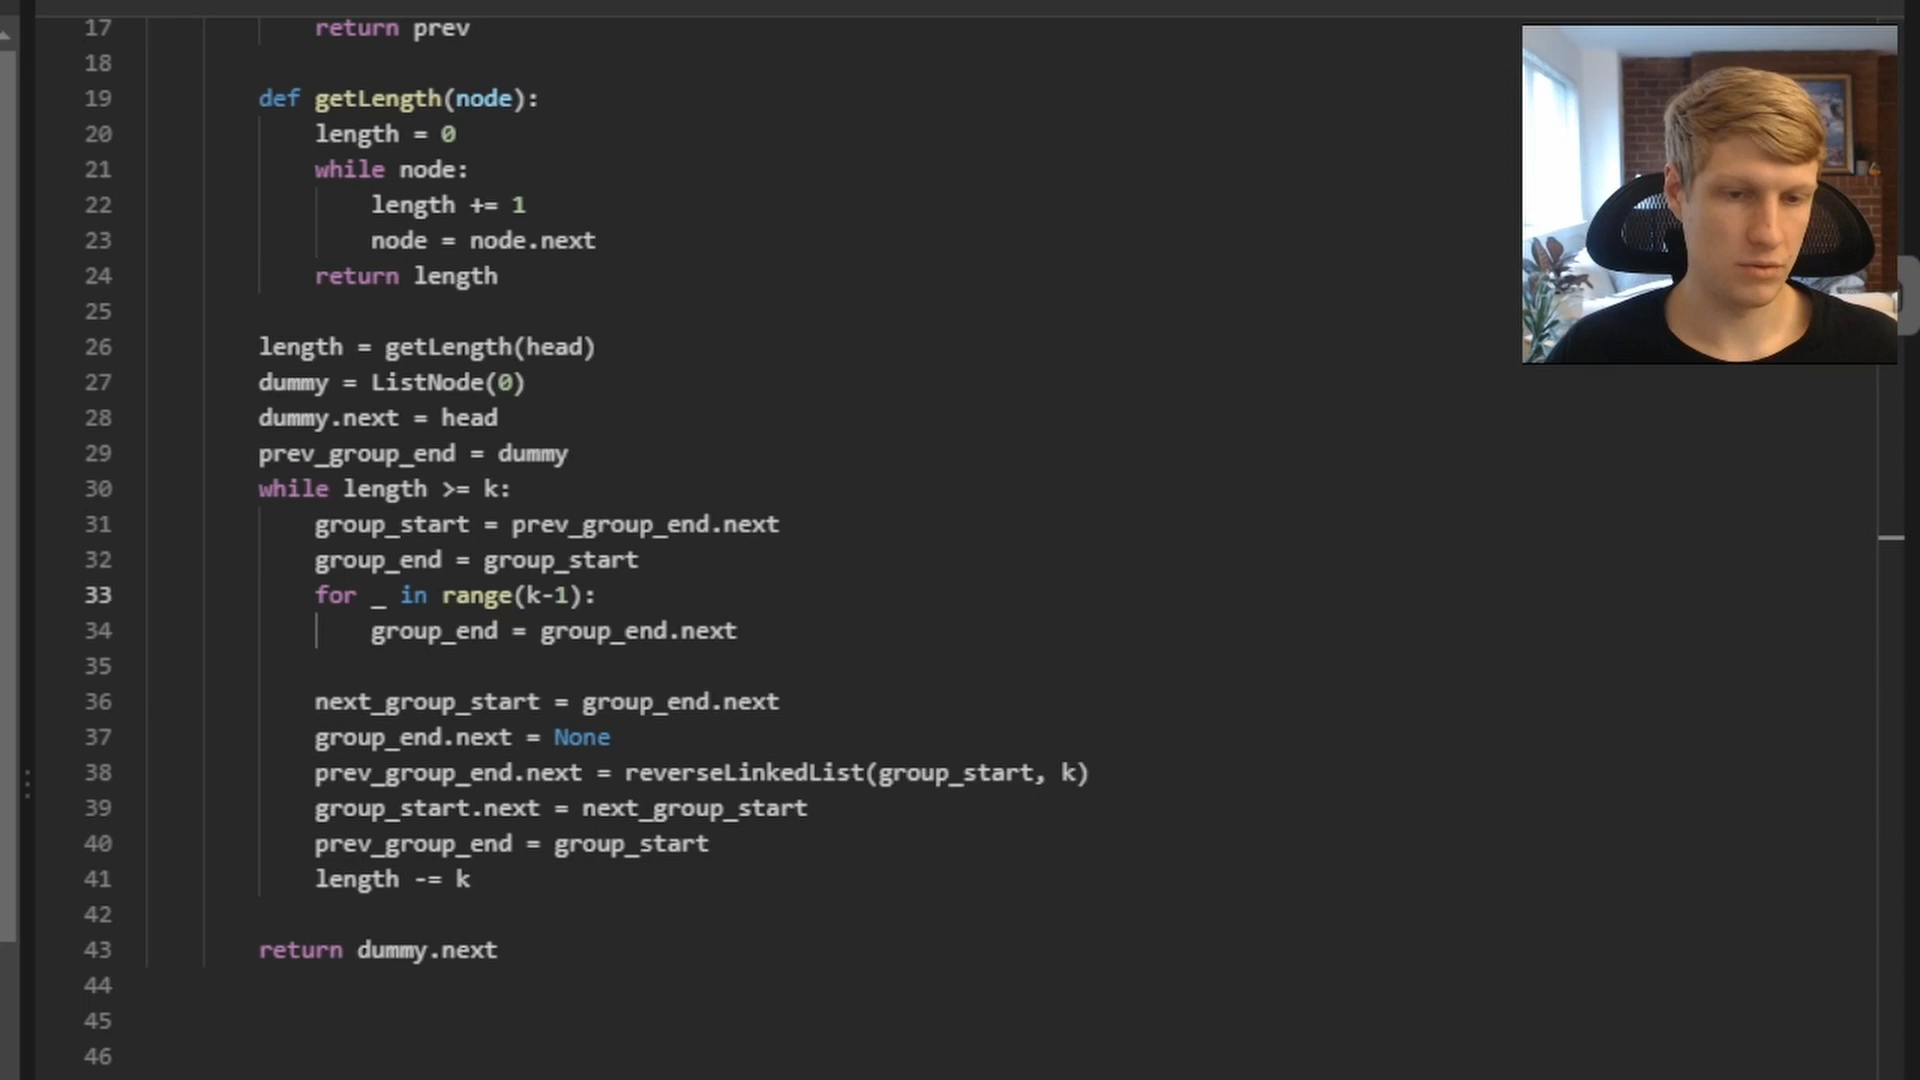 17 return prev
18
19 def getLength(node):
20 length = 0
21 while node:
22 length += 1
23 node = node.next
24 return length
25
26 length = getLength(head)
27 dummy = ListNode(0)
28 dummy.next = head
29 prev_group_end = dummy
30 while length >= k:
31 group_start = prev_group_end.next
32 group_end = group_start
33 for _ in range(k-1):
34 group_end = group_end.next
35
36 next_group_start = group_end.next
37 group_end.next = None
38 prev_group_end.next = reverseLinkedList(group_start, k)
39 group_start.next = next_group_start
40 prev_group_end = group_start
41 length -= k
42
43 return dummy.next
44
45
46